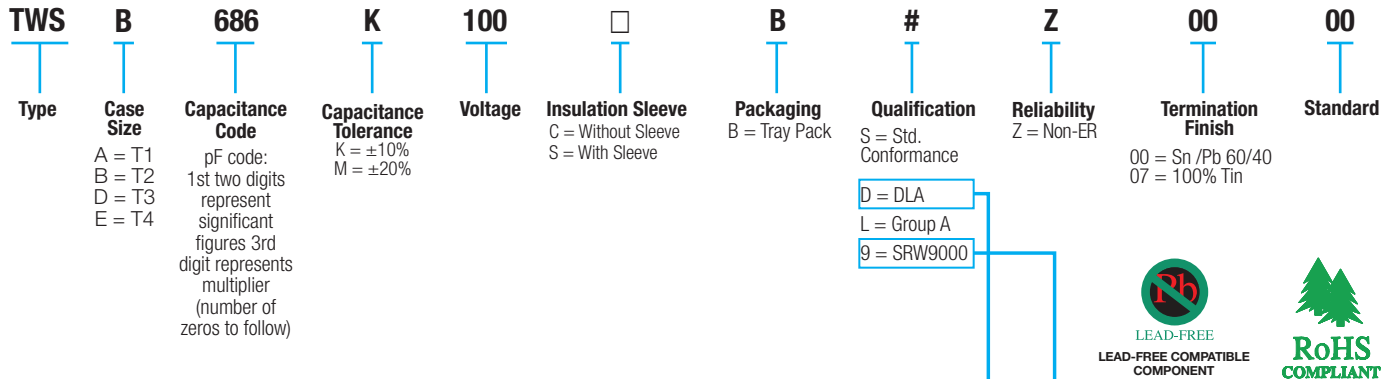 TWS B 686 K 100 □ B # Z 00 00
Type
Case
Size
A = T1
B = T2
D = T3
E = T4
Capacitance
Code
pF code:
1st two digits
represent
significant
figures 3rd
digit represents
multiplier
(number of
zeros to follow)
Capacitance
Tolerance
K = ±10%
M = ±20%
Voltage
Insulation Sleeve
C = Without Sleeve
S = With Sleeve
Packaging
B = Tray Pack
Qualification
S = Std.
Conformance
D = DLA
L = Group A
9 = SRW9000
Reliability
Z = Non-ER
Termination
Finish
00 = Sn /Pb 60/40
07 = 100% Tin
Standard
Pb
LEAD-FREE
LEAD-FREE COMPATIBLE
COMPONENT
RoHS
COMPLIANT